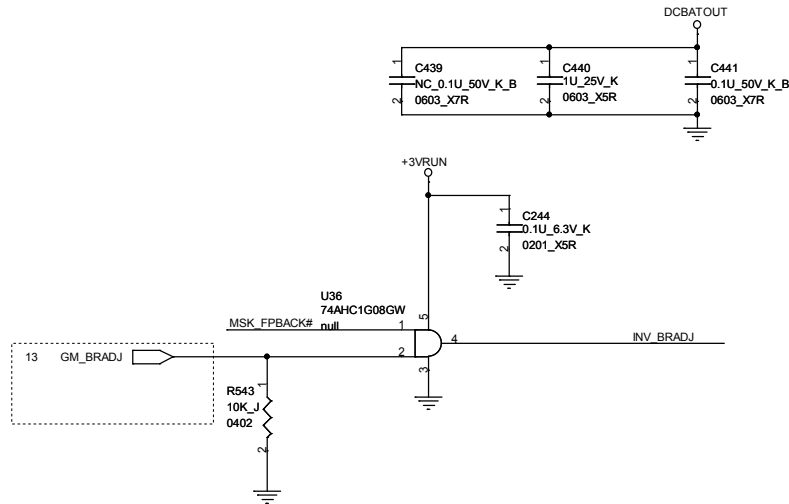 DCBATOUT
1
C439
NC_0.1U_50V_K_B
2
0603_X7R
1
C440
1U_25V_K
2
0603_X5R
1
C441
0.1U_50V_K_B
2
0603_X7R
+3VRUN
1
C244
0.1U_6.3V_K
2
0201_X5R
U36
74AHC1G08GW
null
MSK_FPBACK#
1
5
4
INV_BRADJ
13
GM_BRADJ
2
3
R543
1
10K_J
0402
2